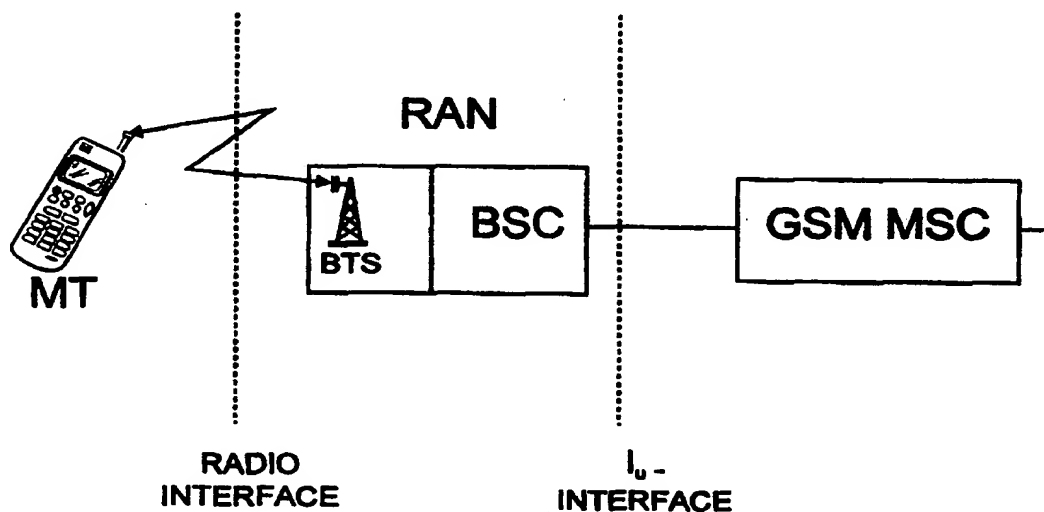 RAN
BSC
GSM MSC
BTS
MT
RADIO
INTERFACE
Iu -
INTERFACE